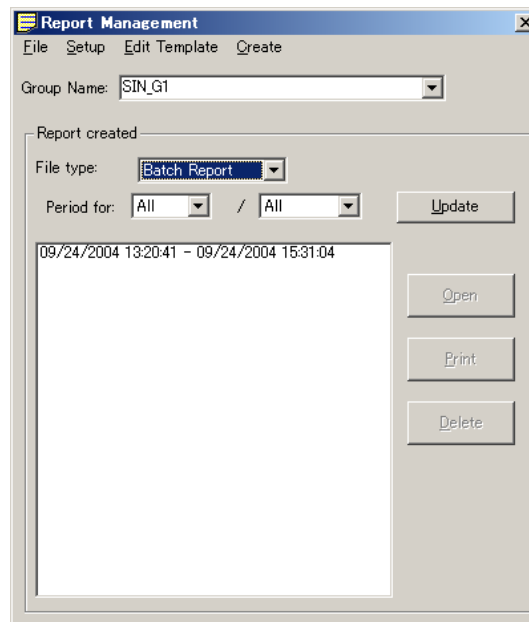 Report Management
File Setup Edit Template Create
Group Name: SIN_G1
Report created
File type: Batch Report
Period for: All / All Update
09/24/2004 13:20:41 - 09/24/2004 15:31:04
Open
Print
Delete